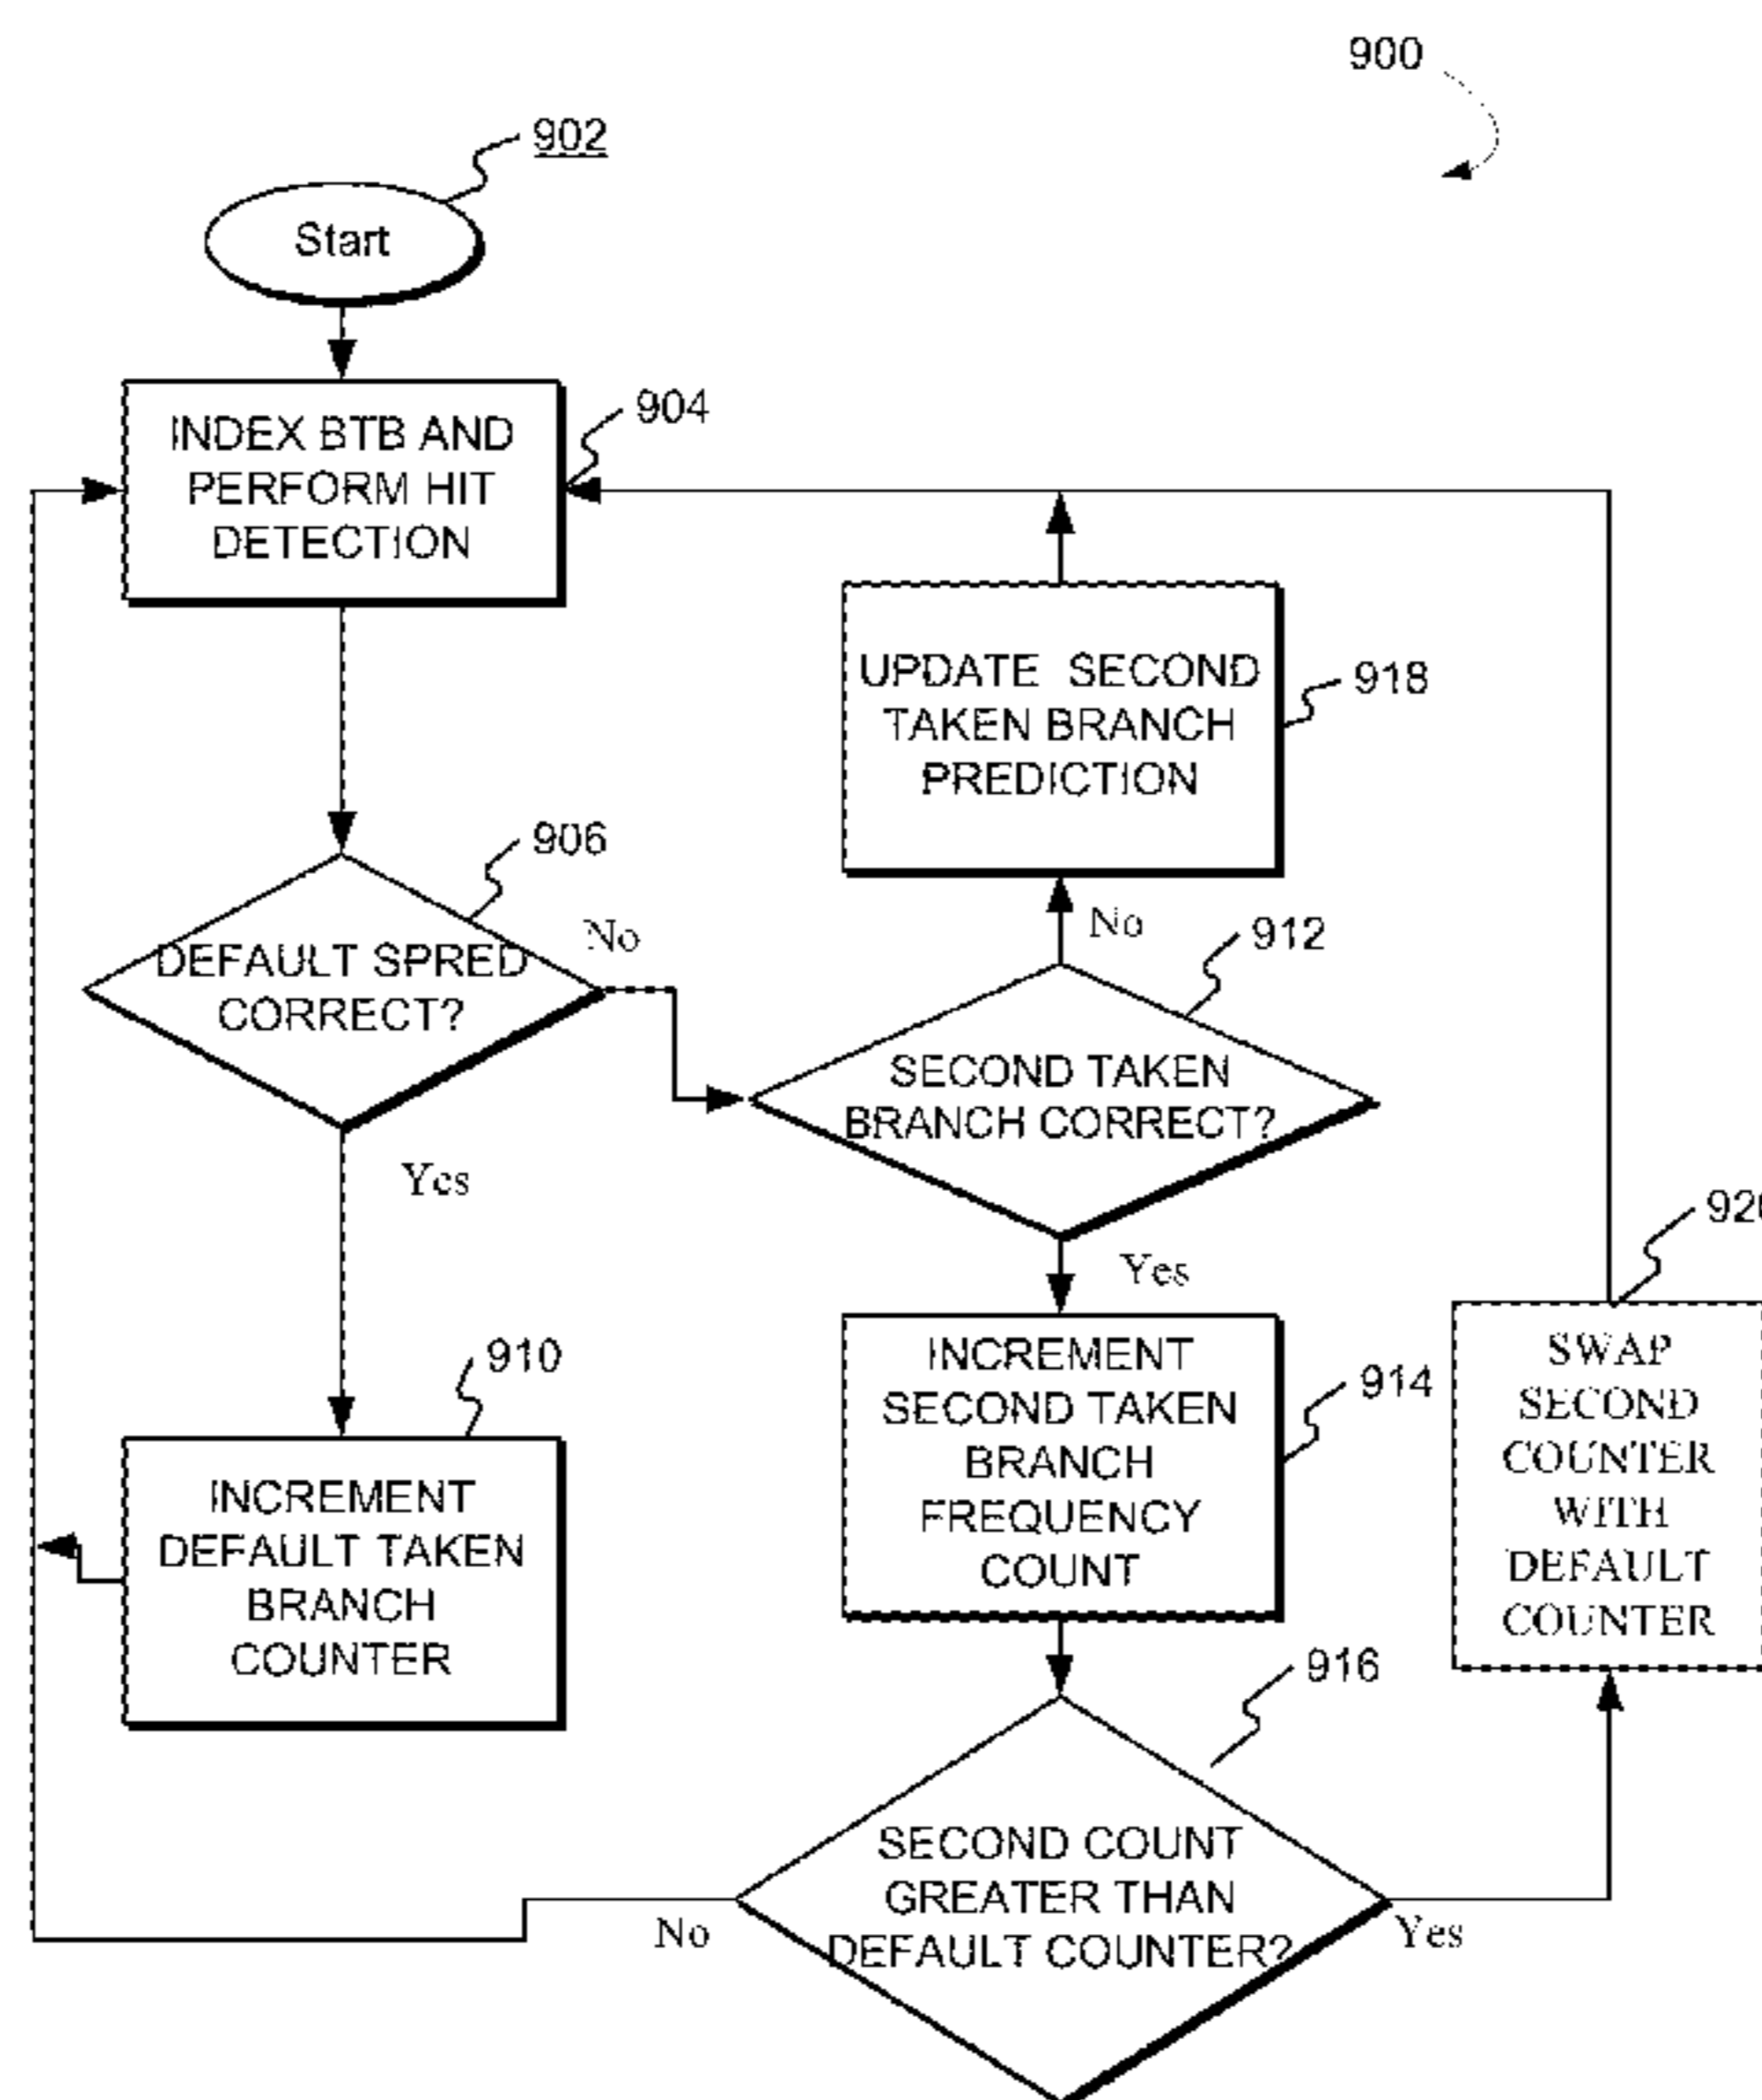 900
902
Start
INDEX BTB AND
PERFORM HIT
DETECTION
904
UPDATE SECOND
TAKEN BRANCH
PREDICTION
918
906
DEFAULT SPRED
CORRECT?
No
No
912
SECOND TAKEN
BRANCH CORRECT?
Yes
Yes
910
INCREMENT
DEFAULT TAKEN
BRANCH
COUNTER
INCREMENT
SECOND TAKEN
BRANCH
FREQUENCY
COUNT
914
SWAP
SECOND
COUNTER
WITH
DEFAULT
COUNTER
916
SECOND COUNT
GREATER THAN
DEFAULT COUNTER?
No
Yes